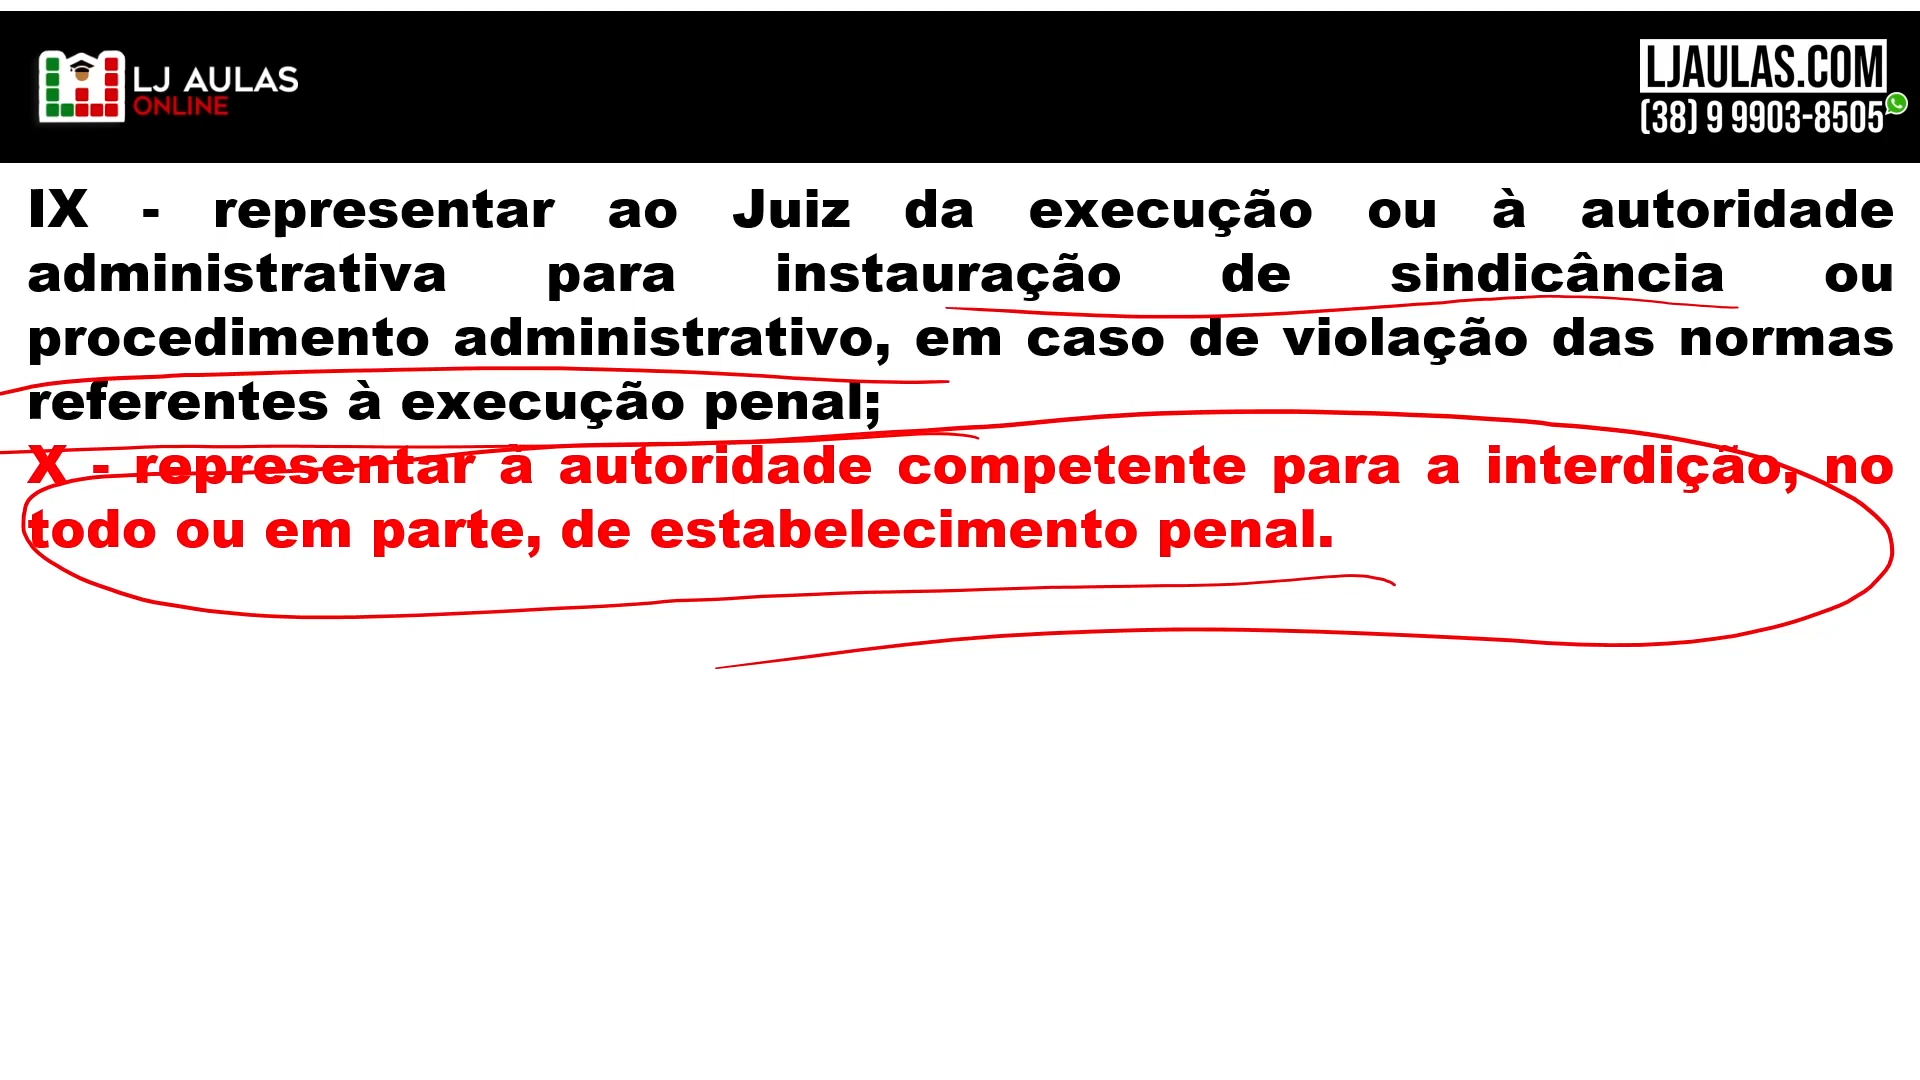 LJ AULAS
ONLINE
LJAULAS.COM
(38) 9 9903-8505
IX - representar ao Juiz da execução ou à autoridade
administrativa para instauração de sindicância ou
procedimento administrativo, em caso de violação das normas
referentes à execução penal;
X - representar à autoridade competente para a interdição, no
todo ou em parte, de estabelecimento penal.